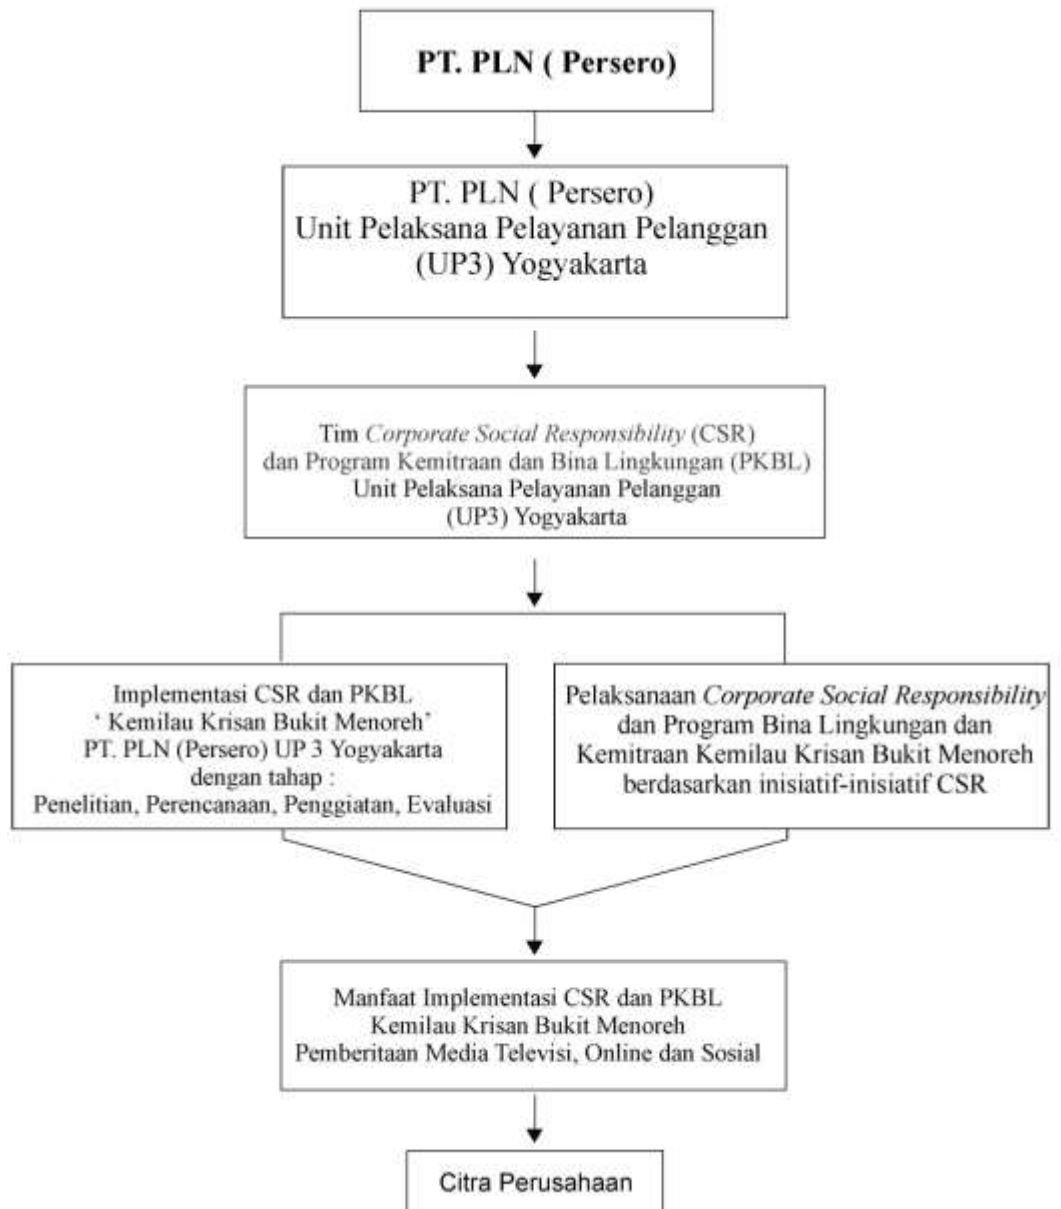 PT. PLN ( Persero)
PT. PLN ( Persero)
Unit Pelaksana Pelayanan Pelanggan
(UP3) Yogyakarta
Tim Corporate Social Responsibility (CSR)
dan Program Kemitraan dan Bina Lingkungan (PKBL)
Unit Pelaksana Pelayanan Pelanggan
(UP3) Yogyakarta
Implementasi CSR dan PKBL
‘ Kemilau Krisan Bukit Menoreh’
PT. PLN (Persero) UP 3 Yogyakarta
dengan tahap :
Penelitian, Perencanaan, Penggiatan, Evaluasi
Pelaksanaan Corporate Social Responsibility
dan Program Bina Lingkungan dan
Kemitraan Kemilau Krisan Bukit Menoreh
berdasarkan inisiatif-inisiatif CSR
Manfaat Implementasi CSR dan PKBL
Kemilau Krisan Bukit Menoreh
Pemberitaan Media Televisi, Online dan Sosial
Citra Perusahaan